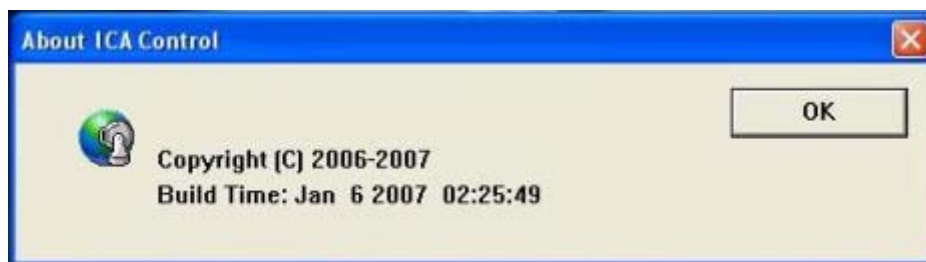 About ICA Control
OK
Copyright (C) 2006-2007
Build Time: Jan  6 2007  02:25:49